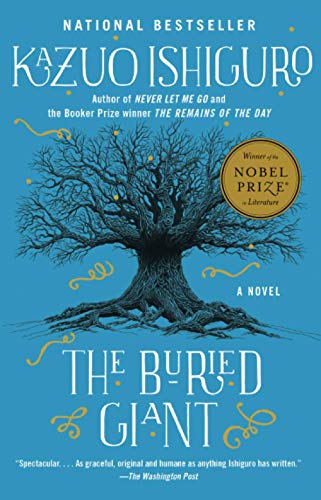 NATIONAL BESTSELLER
KAZUO ISHIGURO
Author of NEVER LET ME GO and
the Booker Prize winner THE REMAINS OF THE DAY
Winner of the
NOBEL
PRIZE®
in Literature
A NOVEL
THE BURIED
GIANT
"Spectacular. . . . As graceful, original and humane as anything Ishiguro has written."
—The Washington Post